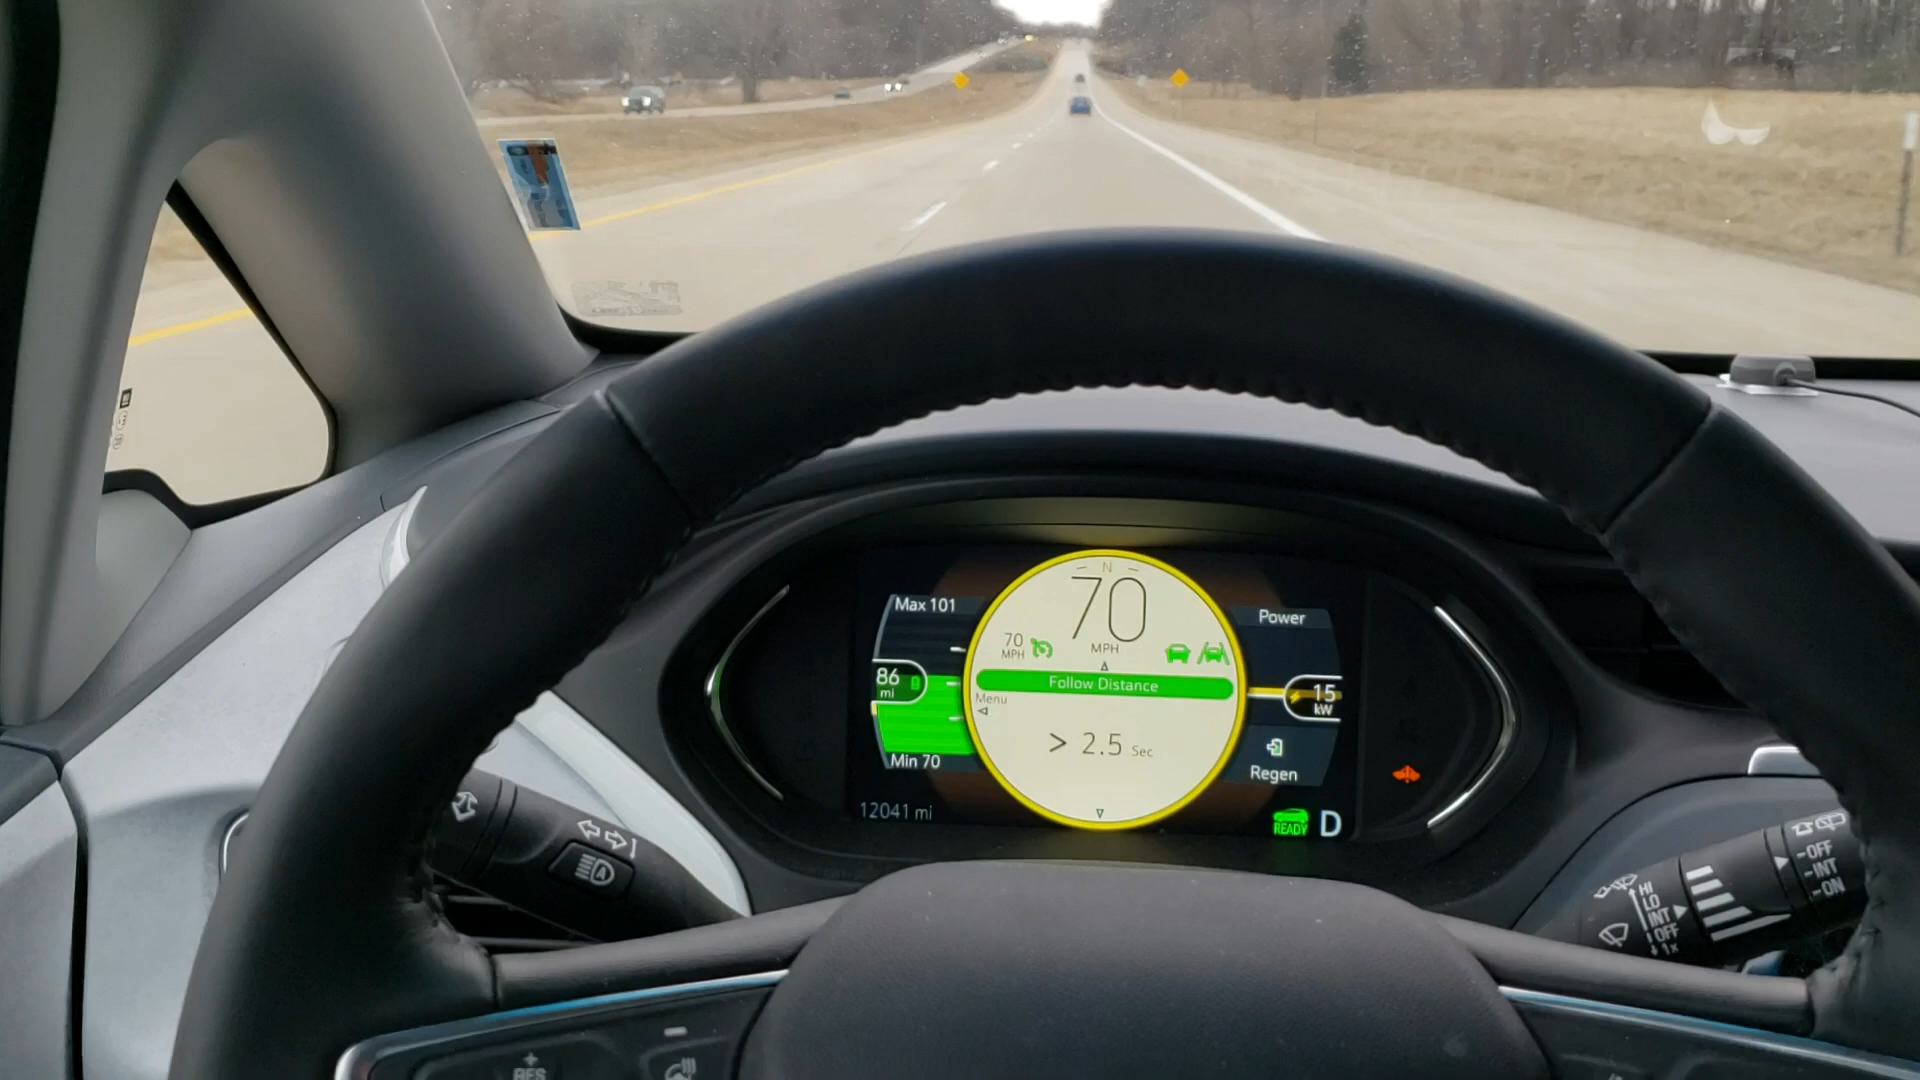 N
70
MPH
70
MPH
Follow Distance
Menu
> 2.5 Sec
Max 101
86
mi
Min 70
12041 mi
Power
15
kW
Regen
READY
D
A
RES
HI
LO
INT
OFF
1x
OFF
INT
ON